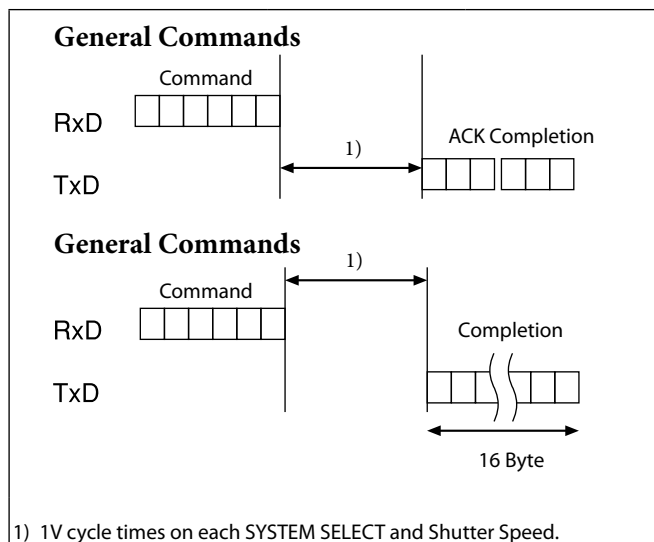 General Commands
Command
RxD
1)
ACK Completion
TxD
General Commands
1)
Command
RxD
Completion
TxD
16 Byte
1) 1V cycle times on each SYSTEM SELECT and Shutter Speed.